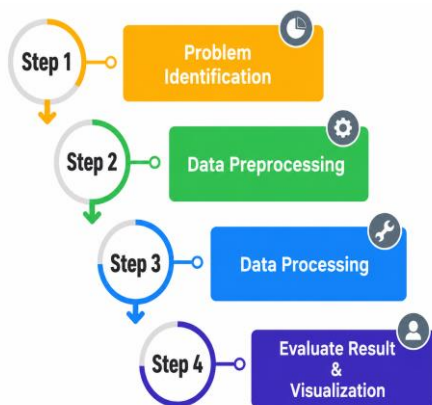 Step 1
Problem
Identification
Step 2
Data Preprocessing
Step 3
Data Processing
Step 4
Evaluate Result
&
Visualization